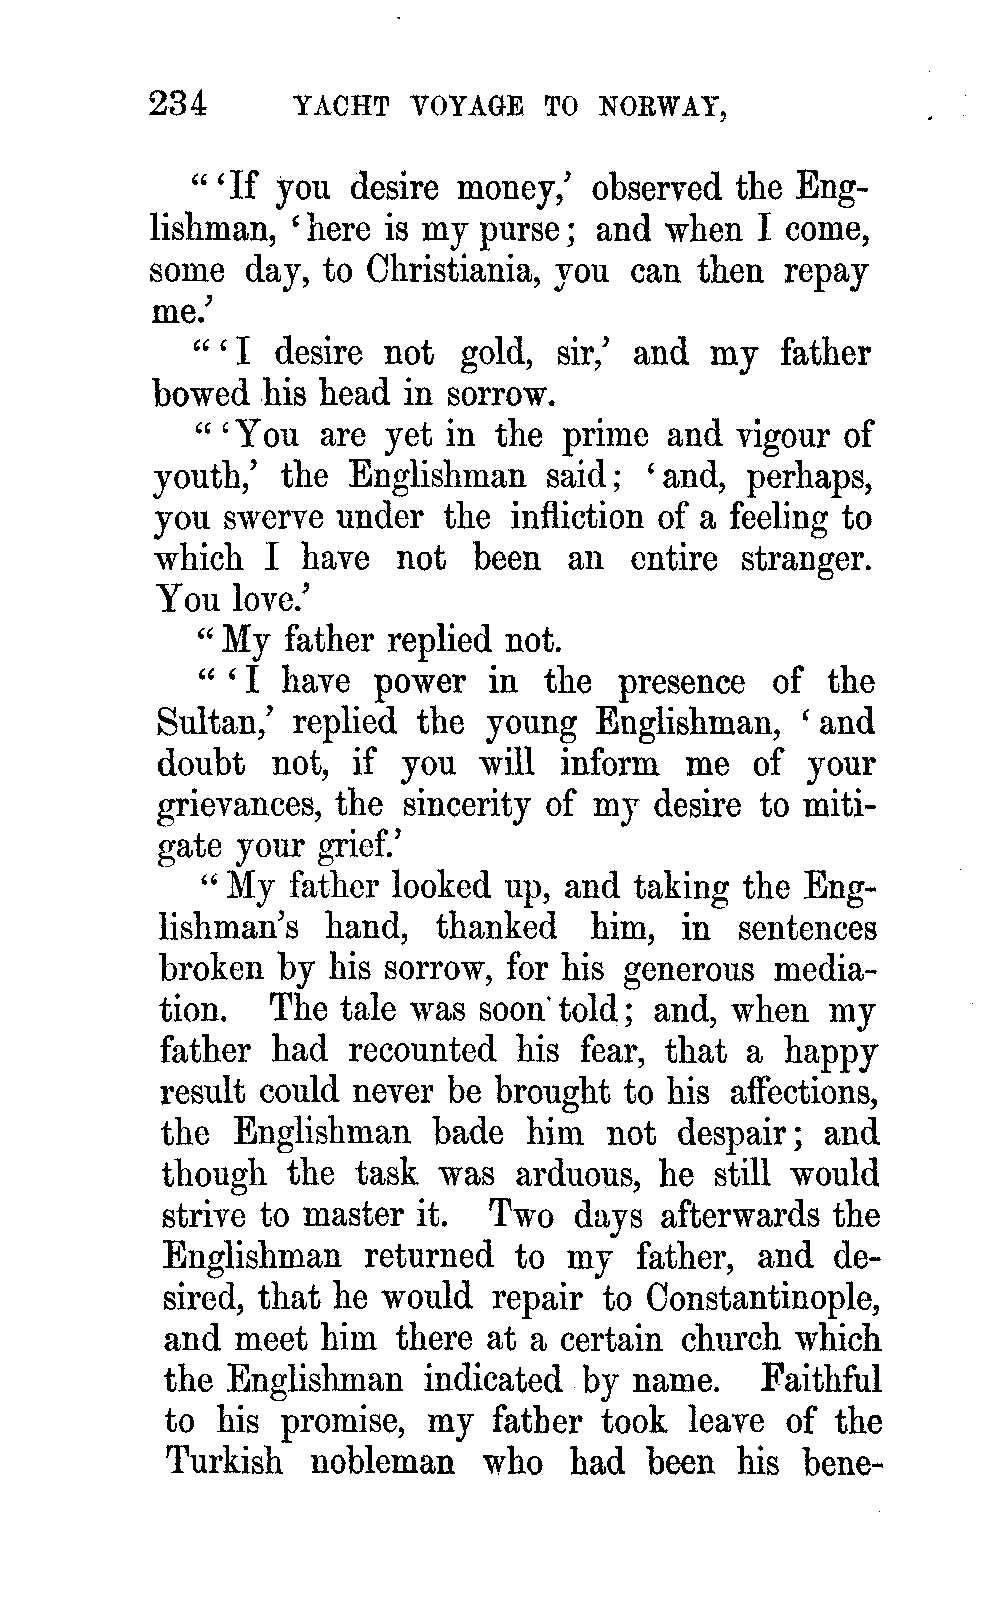 234 YACHT VOYAGE TO NORWAY,
“ ‘If you desire money,’ observed the Eng-
lishman, ‘here is my purse; and when I come,
some day, to Christiania, you can then repay
me.’
“ ‘I desire not gold, sir,’ and my father
bowed his head in sorrow.
“ ‘You are yet in the prime and vigour of
youth,’ the Englishman said; ‘and, perhaps,
you swerve under the infliction of a feeling to
which I have not been an entire stranger.
You love.’
“My father replied not.
“ ‘I have power in the presence of the
Sultan,’ replied the young Englishman, ‘and
doubt not, if you will inform me of your
grievances, the sincerity of my desire to miti-
gate your grief.’
“My father looked up, and taking the Eng-
lishman’s hand, thanked him, in sentences
broken by his sorrow, for his generous media-
tion. The tale was soon told; and, when my
father had recounted his fear, that a happy
result could never be brought to his affections,
the Englishman bade him not despair; and
though the task was arduous, he still would
strive to master it. Two days afterwards the
Englishman returned to my father, and de-
sired, that he would repair to Constantinople,
and meet him there at a certain church which
the Englishman indicated by name. Faithful
to his promise, my father took leave of the
Turkish nobleman who had been his bene-